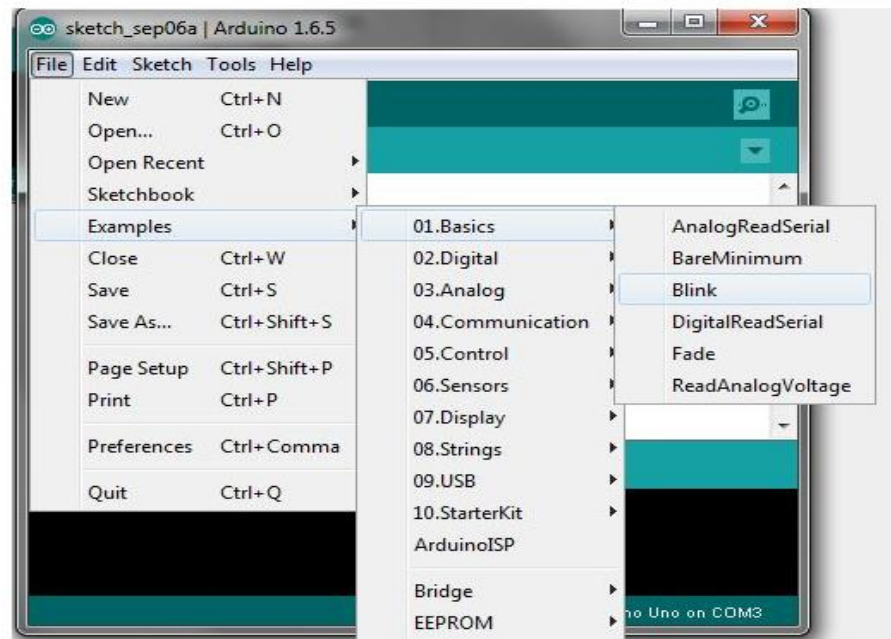 sketch_sep06a | Arduino 1.6.5
File Edit Sketch Tools Help
New Ctrl+N
Open... Ctrl+O
Open Recent
Sketchbook
Examples
Close Ctrl+W
Save Ctrl+S
Save As... Ctrl+Shift+S
Page Setup Ctrl+Shift+P
Print Ctrl+P
Preferences Ctrl+Comma
Quit Ctrl+Q
01.Basics
02.Digital
03.Analog
04.Communication
05.Control
06.Sensors
07.Display
08.Strings
09.USB
10.StarterKit
ArduinoISP
Bridge
EEPROM
AnalogReadSerial
BareMinimum
Blink
DigitalReadSerial
Fade
ReadAnalogVoltage
no Uno on COM3